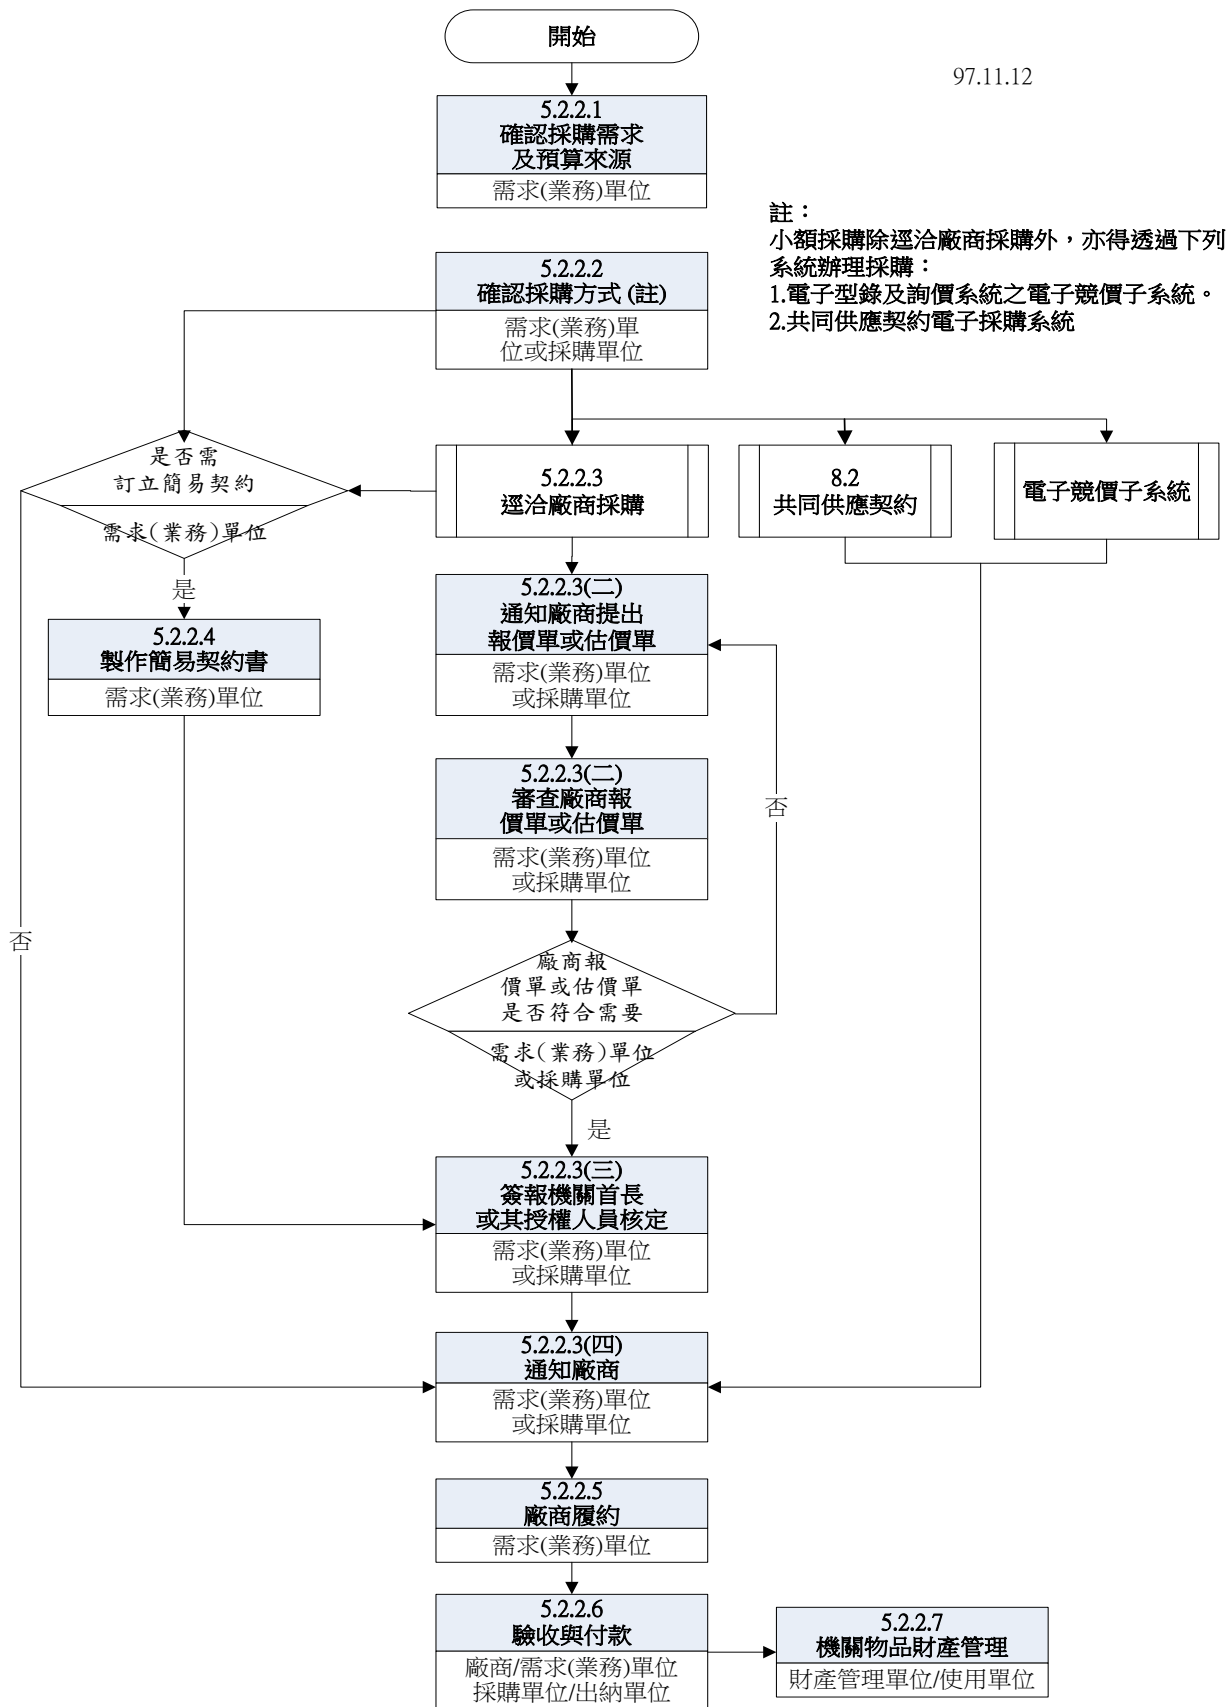 開始
97.11.12
5.2.2.1
確認採購需求
及預算來源
需求(業務)單位
註：
小額採購除逕洽廠商採購外，亦得透過下列
系統辦理採購：
1.電子型錄及詢價系統之電子競價子系統。
2.共同供應契約電子採購系統
5.2.2.2
確認採購方式 (註)
需求(業務)單
位或採購單位
是否需
訂立簡易契約
需求(業務)單位
5.2.2.3
逕洽廠商採購
8.2
共同供應契約
電子競價子系統
是
5.2.2.4
製作簡易契約書
需求(業務)單位
5.2.2.3(二)
通知廠商提出
報價單或估價單
需求(業務)單位
或採購單位
5.2.2.3(二)
審查廠商報
價單或估價單
需求(業務)單位
或採購單位
否
否
廠商報
價單或估價單
是否符合需要
需求(業務)單位
或採購單位
是
5.2.2.3(三)
簽報機關首長
或其授權人員核定
需求(業務)單位
或採購單位
5.2.2.3(四)
通知廠商
需求(業務)單位
或採購單位
5.2.2.5
廠商履約
需求(業務)單位
5.2.2.6
驗收與付款
廠商/需求(業務)單位
採購單位/出納單位
5.2.2.7
機關物品財產管理
財產管理單位/使用單位